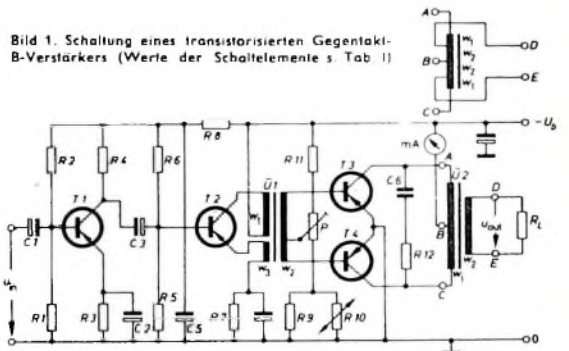 Bild 1. Schaltung eines transistorisierten Gegentakt-
B-Verstärkers (Werte der Schaltelemente s. Tab. I)
A
w1
w2
w2
w1
B
C
D
E
-Ub
mA
R8
R2
R4
R6
R11
T1
T2
T3
T4
Ü1
Ü2
C1
C3
C6
R12
P
w1
w3
w2
A
B
C
w1
w2
D
E
uout
RL
uin
R1
R3
C2
R5
C5
R9
R10
0